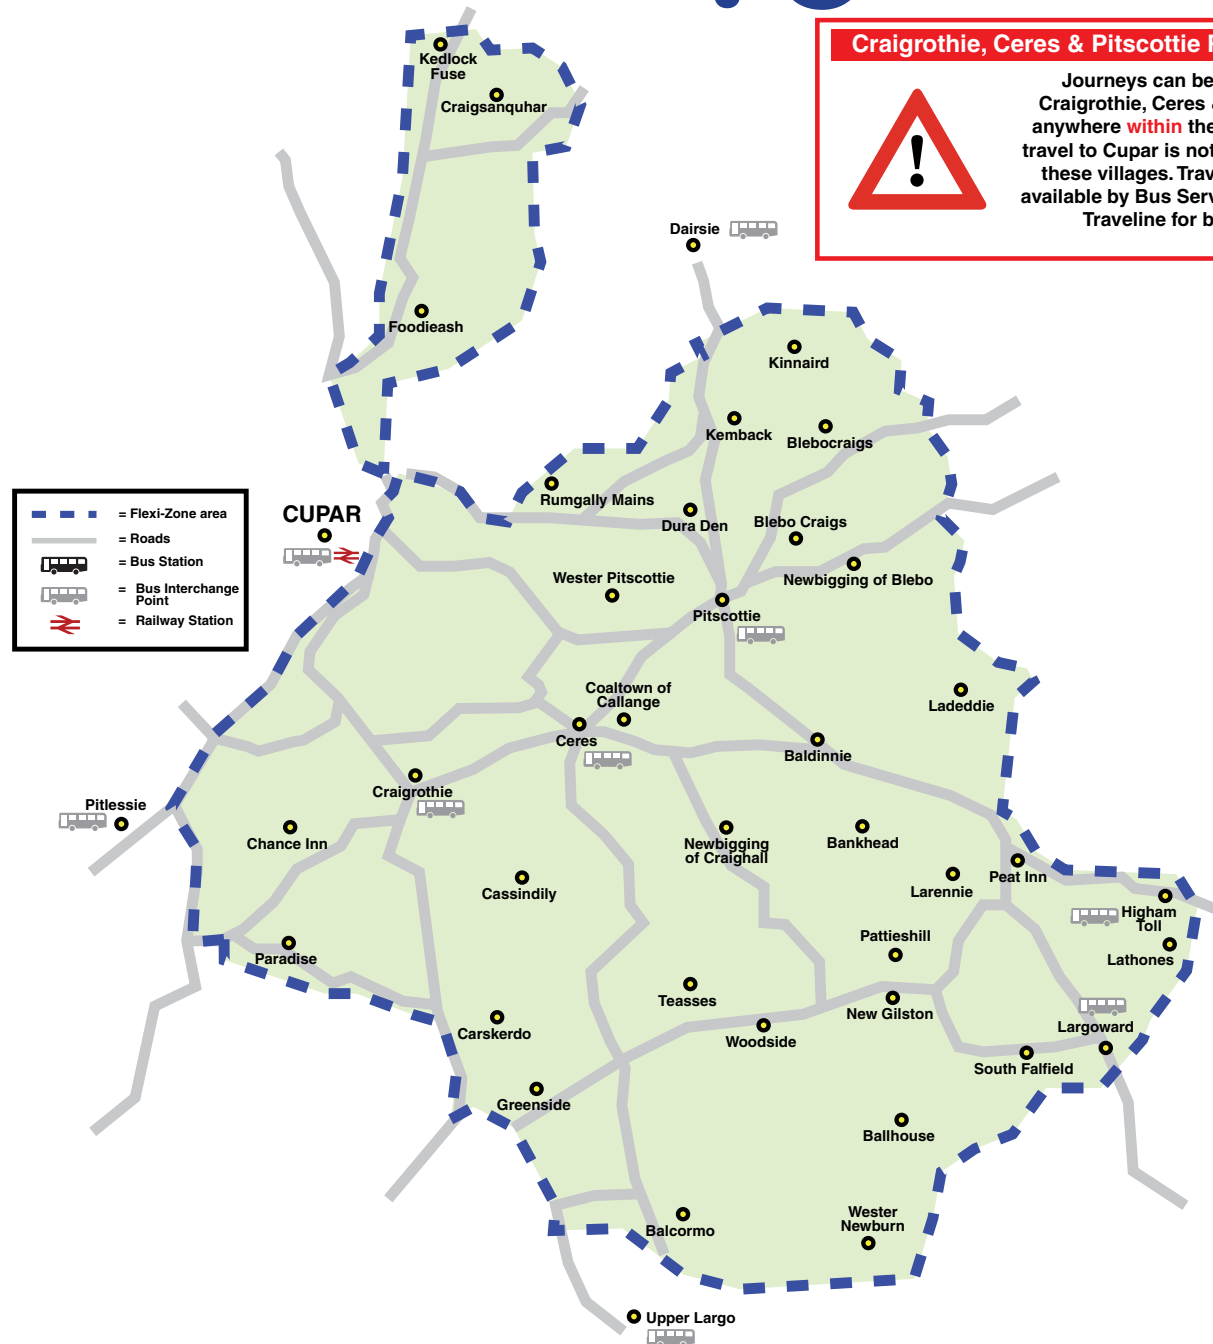 Craigrothie, Ceres & Pitscottie
Journeys can be
Craigrothie, Ceres &
anywhere within the
travel to Cupar is not
these villages. Trav
available by Bus Serv
Traveline for b
Kedlock
Fuse
Craigsanquhar
Foodieash
Dairsie
Kinnaird
Kemback
Blebocraigs
Rumgally Mains
Dura Den
Blebo Craigs
Newbigging of Blebo
Wester Pitscottie
Pitscottie
CUPAR
= Flexi-Zone area
= Roads
= Bus Station
= Bus Interchange
Point
= Railway Station
Coaltown of
Callange
Ceres
Ladeddie
Baldinnie
Craigrothie
Pitlessie
Chance Inn
Newbigging
of Craighall
Bankhead
Cassindily
Larennie
Peat Inn
Higham
Toll
Lathones
Pattieshill
Paradise
Teasses
New Gilston
Carskerdo
Woodside
Largoward
South Falfield
Greenside
Ballhouse
Balcormo
Wester
Newburn
Upper Largo